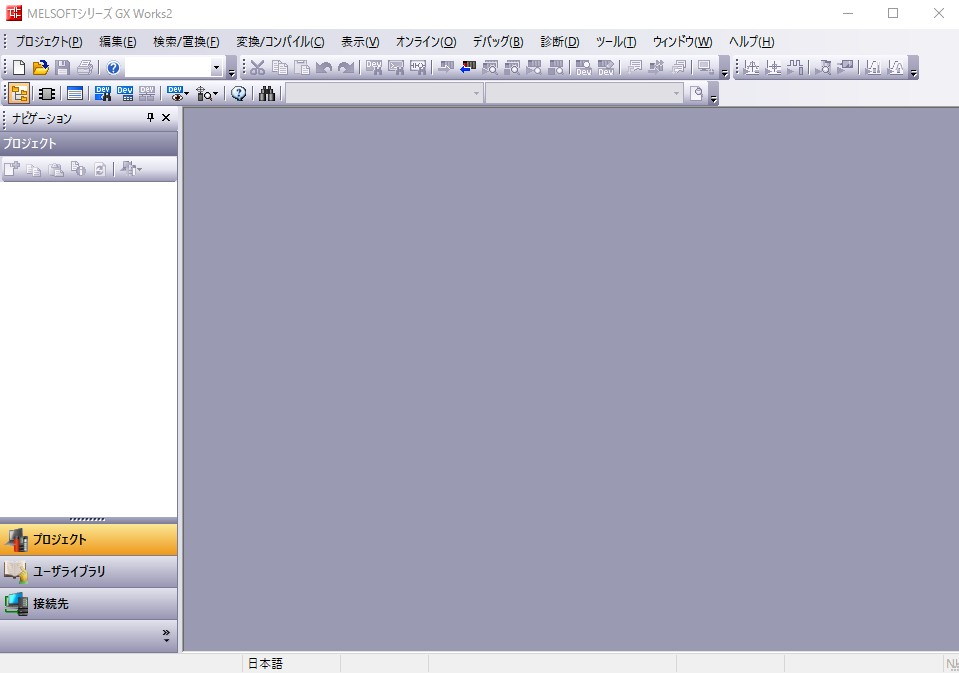 MELSOFTシリーズ GX Works2
プロジェクト(P) 編集(E) 検索/置換(F) 変換/コンパイル(C) 表示(V) オンライン(O) デバッグ(B) 診断(D) ツール(T) ウィンドウ(W) ヘルプ(H)
ナビゲーション
プロジェクト
プロジェクト
ユーザライブラリ
接続先
日本語